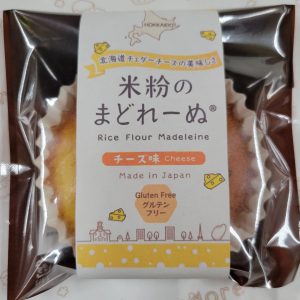 HOKKAIDO
北海道チェダーチーズの美味しさ
米粉の
まどれーぬ®
Rice Flour Madeleine
チーズ味 Cheese
Made in Japan
Gluten Free
グルテン
フリー